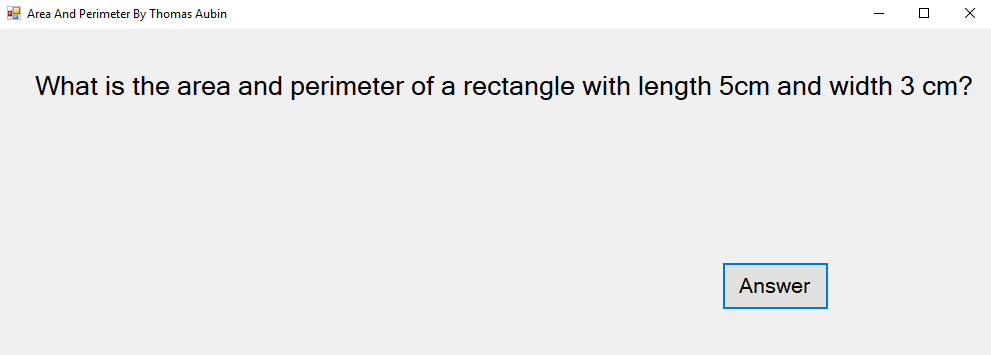 Area And Perimeter By Thomas Aubin
What is the area and perimeter of a rectangle with length 5cm and width 3 cm?
Answer